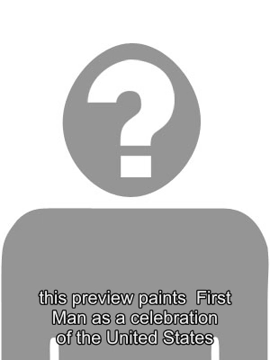 ?
this preview paints  First
Man as a celebration
of the United States